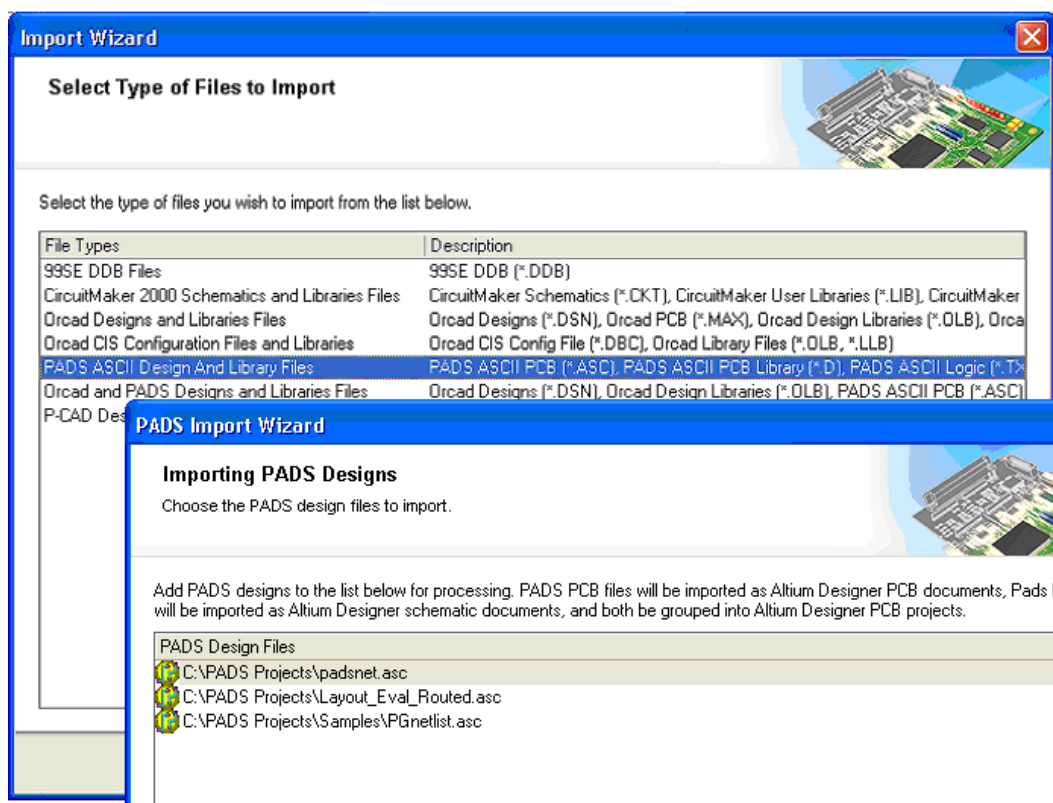 Import Wizard
Select Type of Files to Import
Select the type of files you wish to import from the list below.
File Types Description
99SE DDB Files 99SE DDB (*.DDB)
CircuitMaker 2000 Schematics and Libraries Files CircuitMaker Schematics (*.CKT), CircuitMaker User Libraries (*.LIB), CircuitMaker
Orcad Designs and Libraries Files Orcad Designs (*.DSN), Orcad PCB (*.MAX), Orcad Design Libraries (*.OLB), Orca
Orcad CIS Configuration Files and Libraries Orcad CIS Config File (*.DBC), Orcad Library Files (*.OLB, *.LLB)
PADS ASCII Design And Library Files PADS ASCII PCB (*.ASC), PADS ASCII PCB Library (*.D), PADS ASCII Logic (*.TX
Orcad and PADS Designs and Libraries Files Orcad Designs (*.DSN), Orcad Design Libraries (*.OLB), PADS ASCII PCB (*.ASC)
P-CAD Des
PADS Import Wizard
Importing PADS Designs
Choose the PADS design files to import.
Add PADS designs to the list below for processing. PADS PCB files will be imported as Altium Designer PCB documents, Pads
will be imported as Altium Designer schematic documents, and both be grouped into Altium Designer PCB projects.
PADS Design Files
C:\PADS Projects\padsnet.asc
C:\PADS Projects\Layout_Eval_Routed.asc
C:\PADS Projects\Samples\PGnetlist.asc